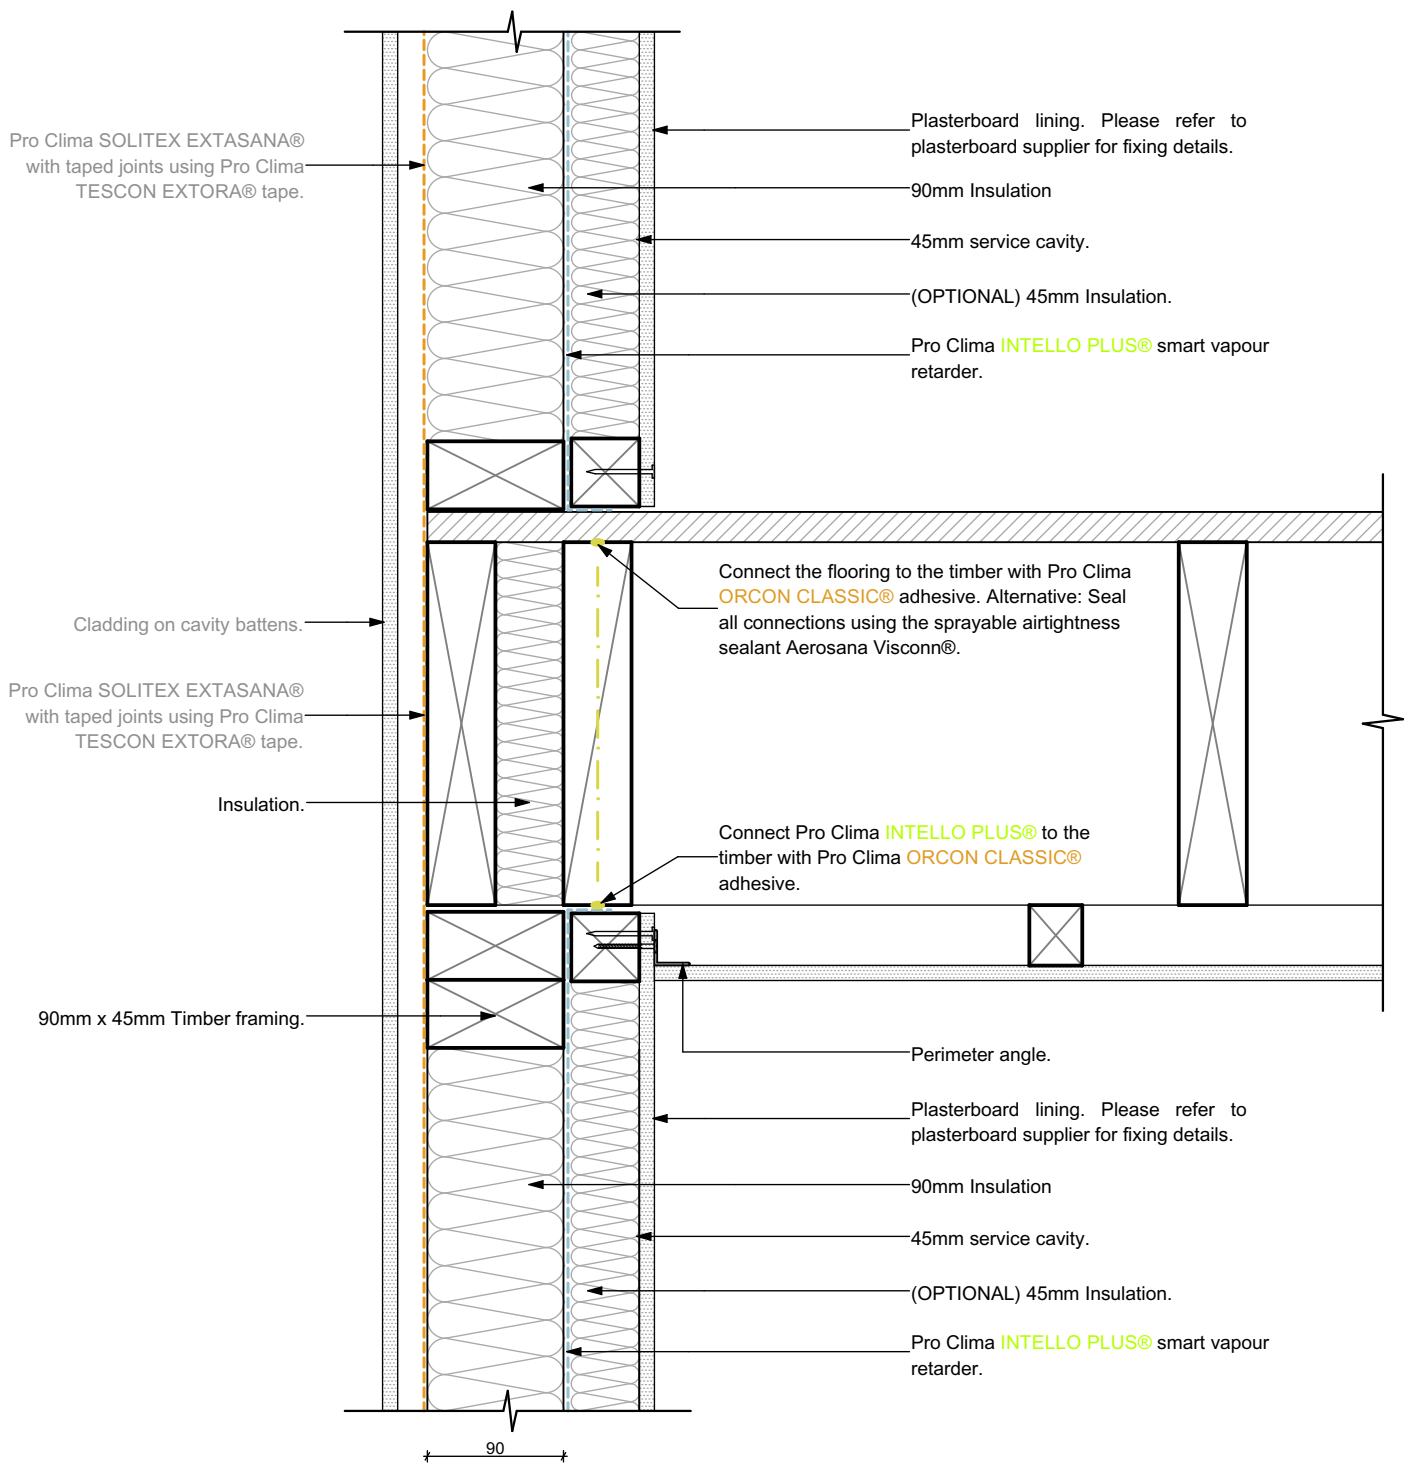 Pro Clima SOLITEX EXTASANA®
with taped joints using Pro Clima
TESCON EXTORA® tape.
Plasterboard lining. Please refer to
plasterboard supplier for fixing details.
90mm Insulation
45mm service cavity.
(OPTIONAL) 45mm Insulation.
Pro Clima INTELLO PLUS® smart vapour
retarder.
Connect the flooring to the timber with Pro Clima
ORCON CLASSIC® adhesive. Alternative: Seal
all connections using the sprayable airtightness
sealant Aerosana Visconn®.
Cladding on cavity battens.
Pro Clima SOLITEX EXTASANA®
with taped joints using Pro Clima
TESCON EXTORA® tape.
Insulation.
Connect Pro Clima INTELLO PLUS® to the
timber with Pro Clima ORCON CLASSIC®
adhesive.
90mm x 45mm Timber framing.
Perimeter angle.
Plasterboard lining. Please refer to
plasterboard supplier for fixing details.
90mm Insulation
45mm service cavity.
(OPTIONAL) 45mm Insulation.
Pro Clima INTELLO PLUS® smart vapour
retarder.
90